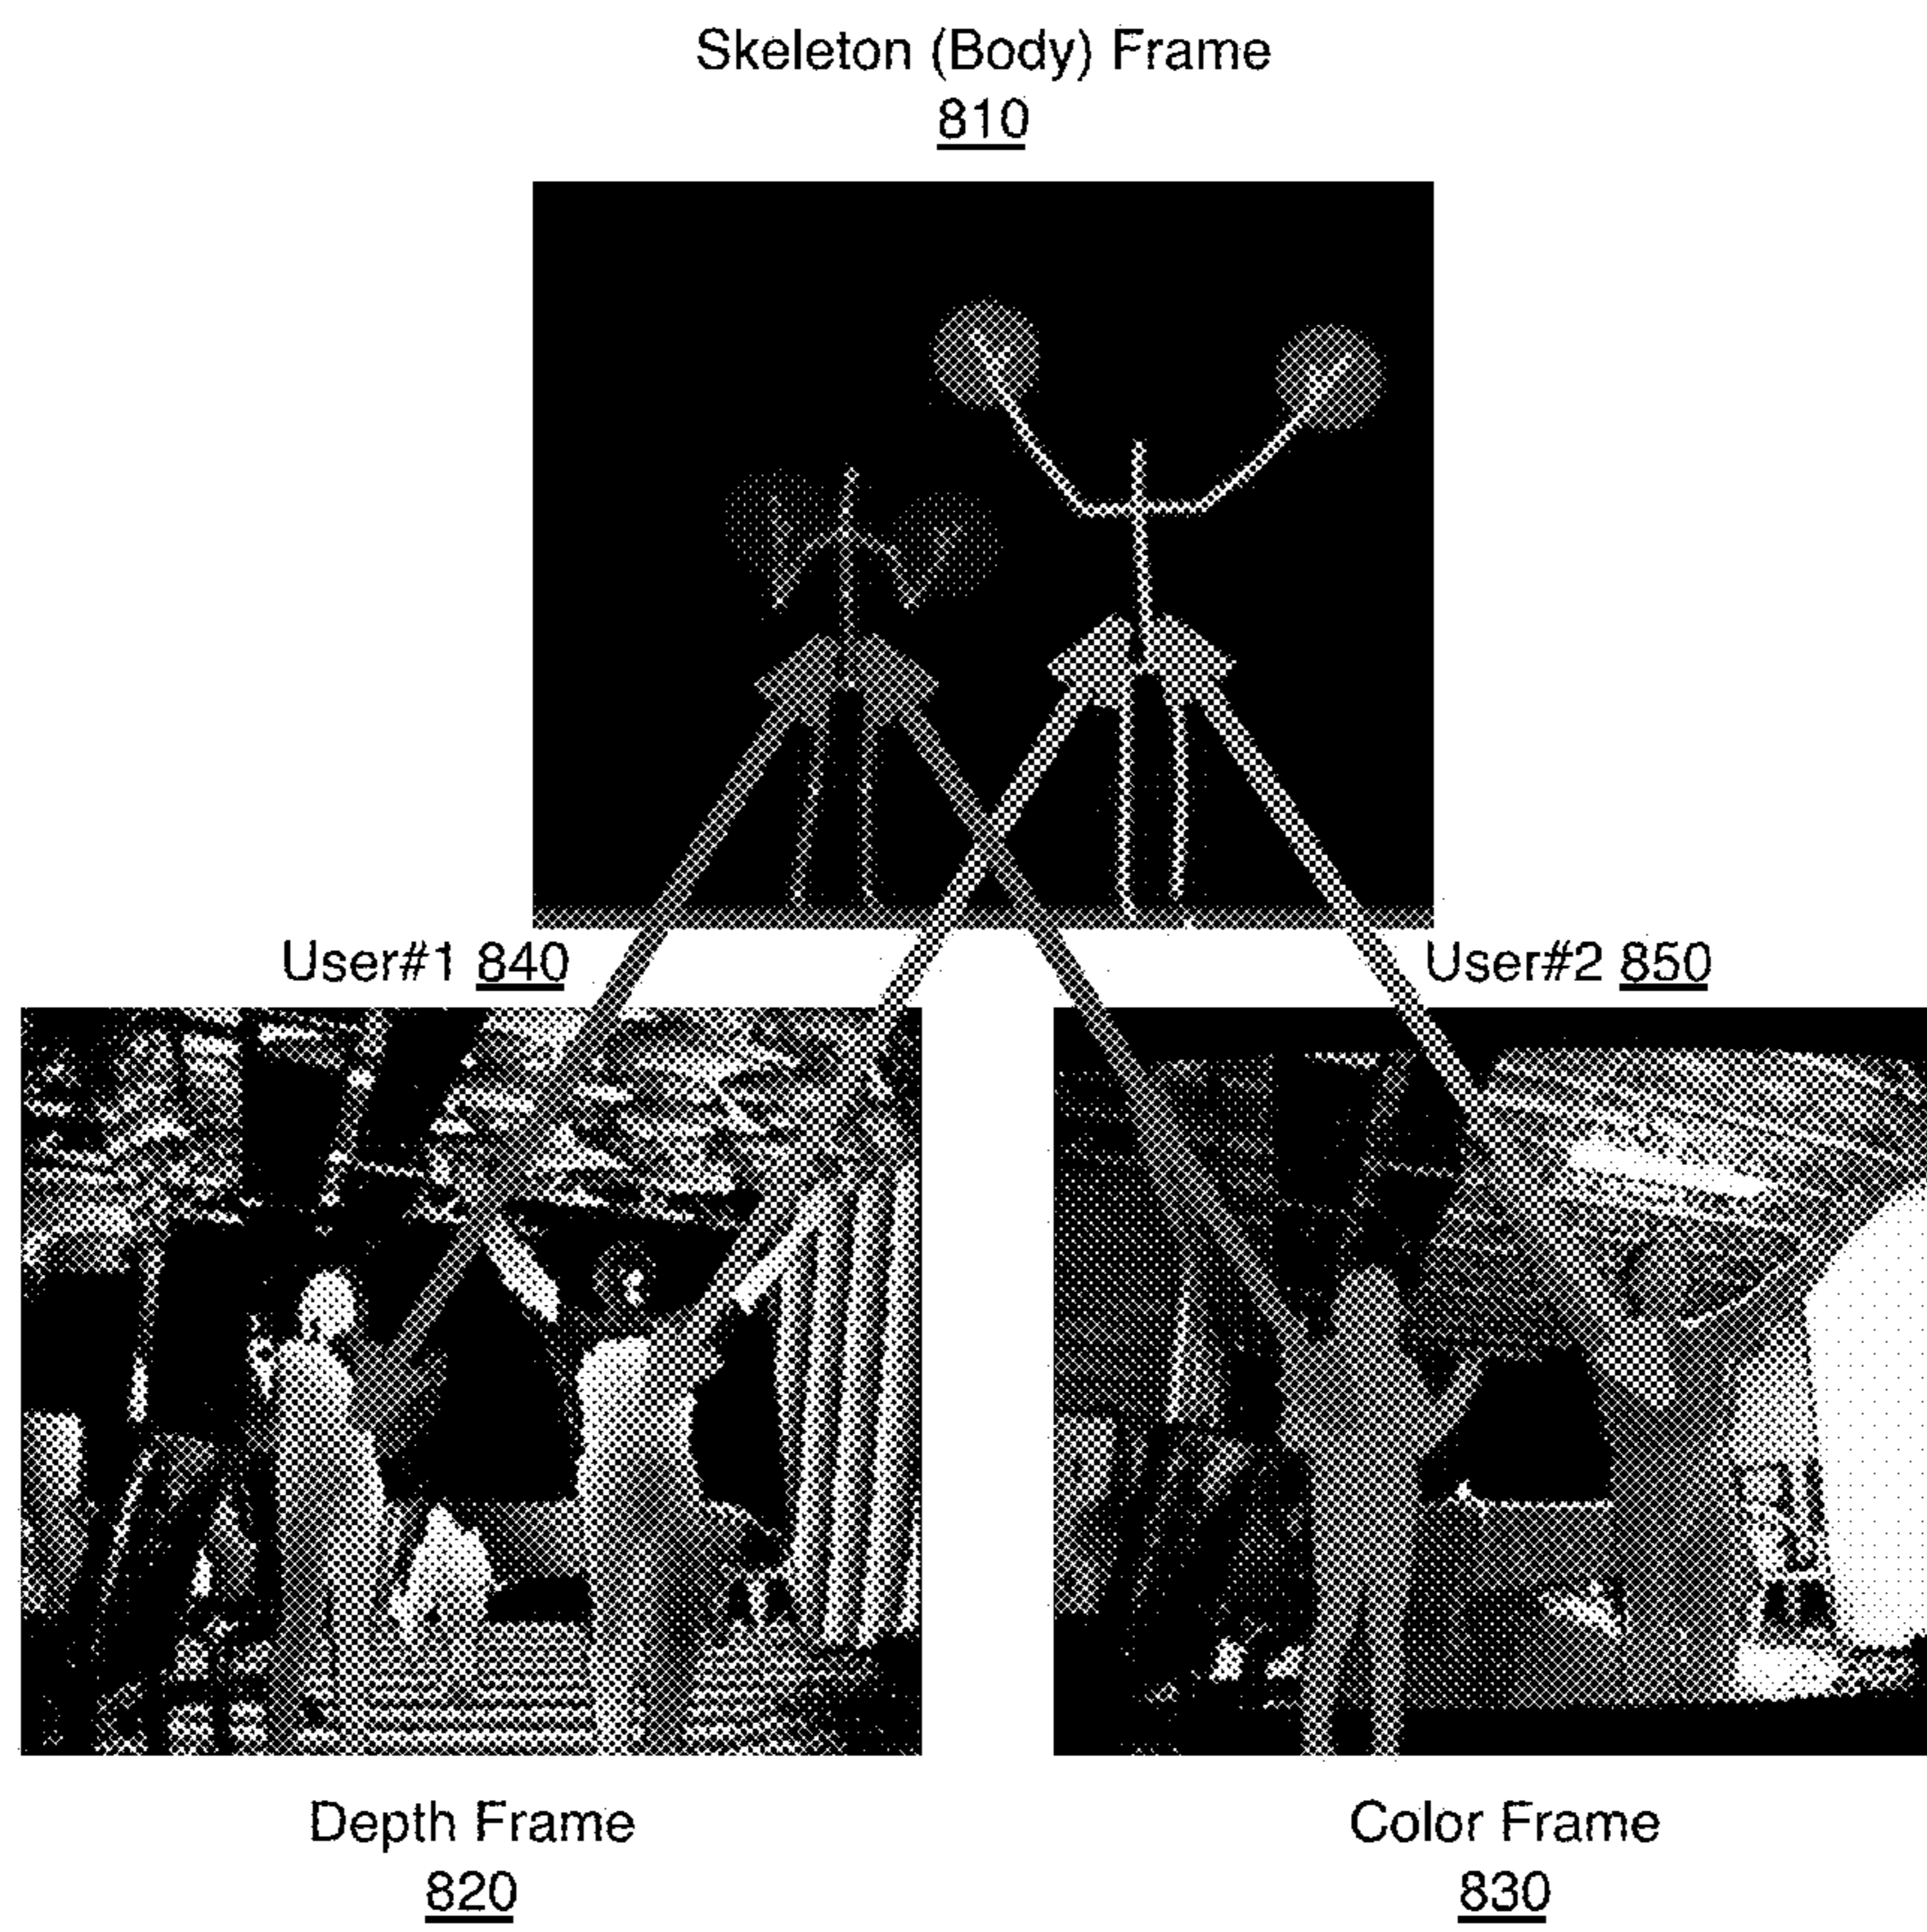 Skeleton (Body) Frame
810
User#1 840
User#2 850
Depth Frame
820
Color Frame
830